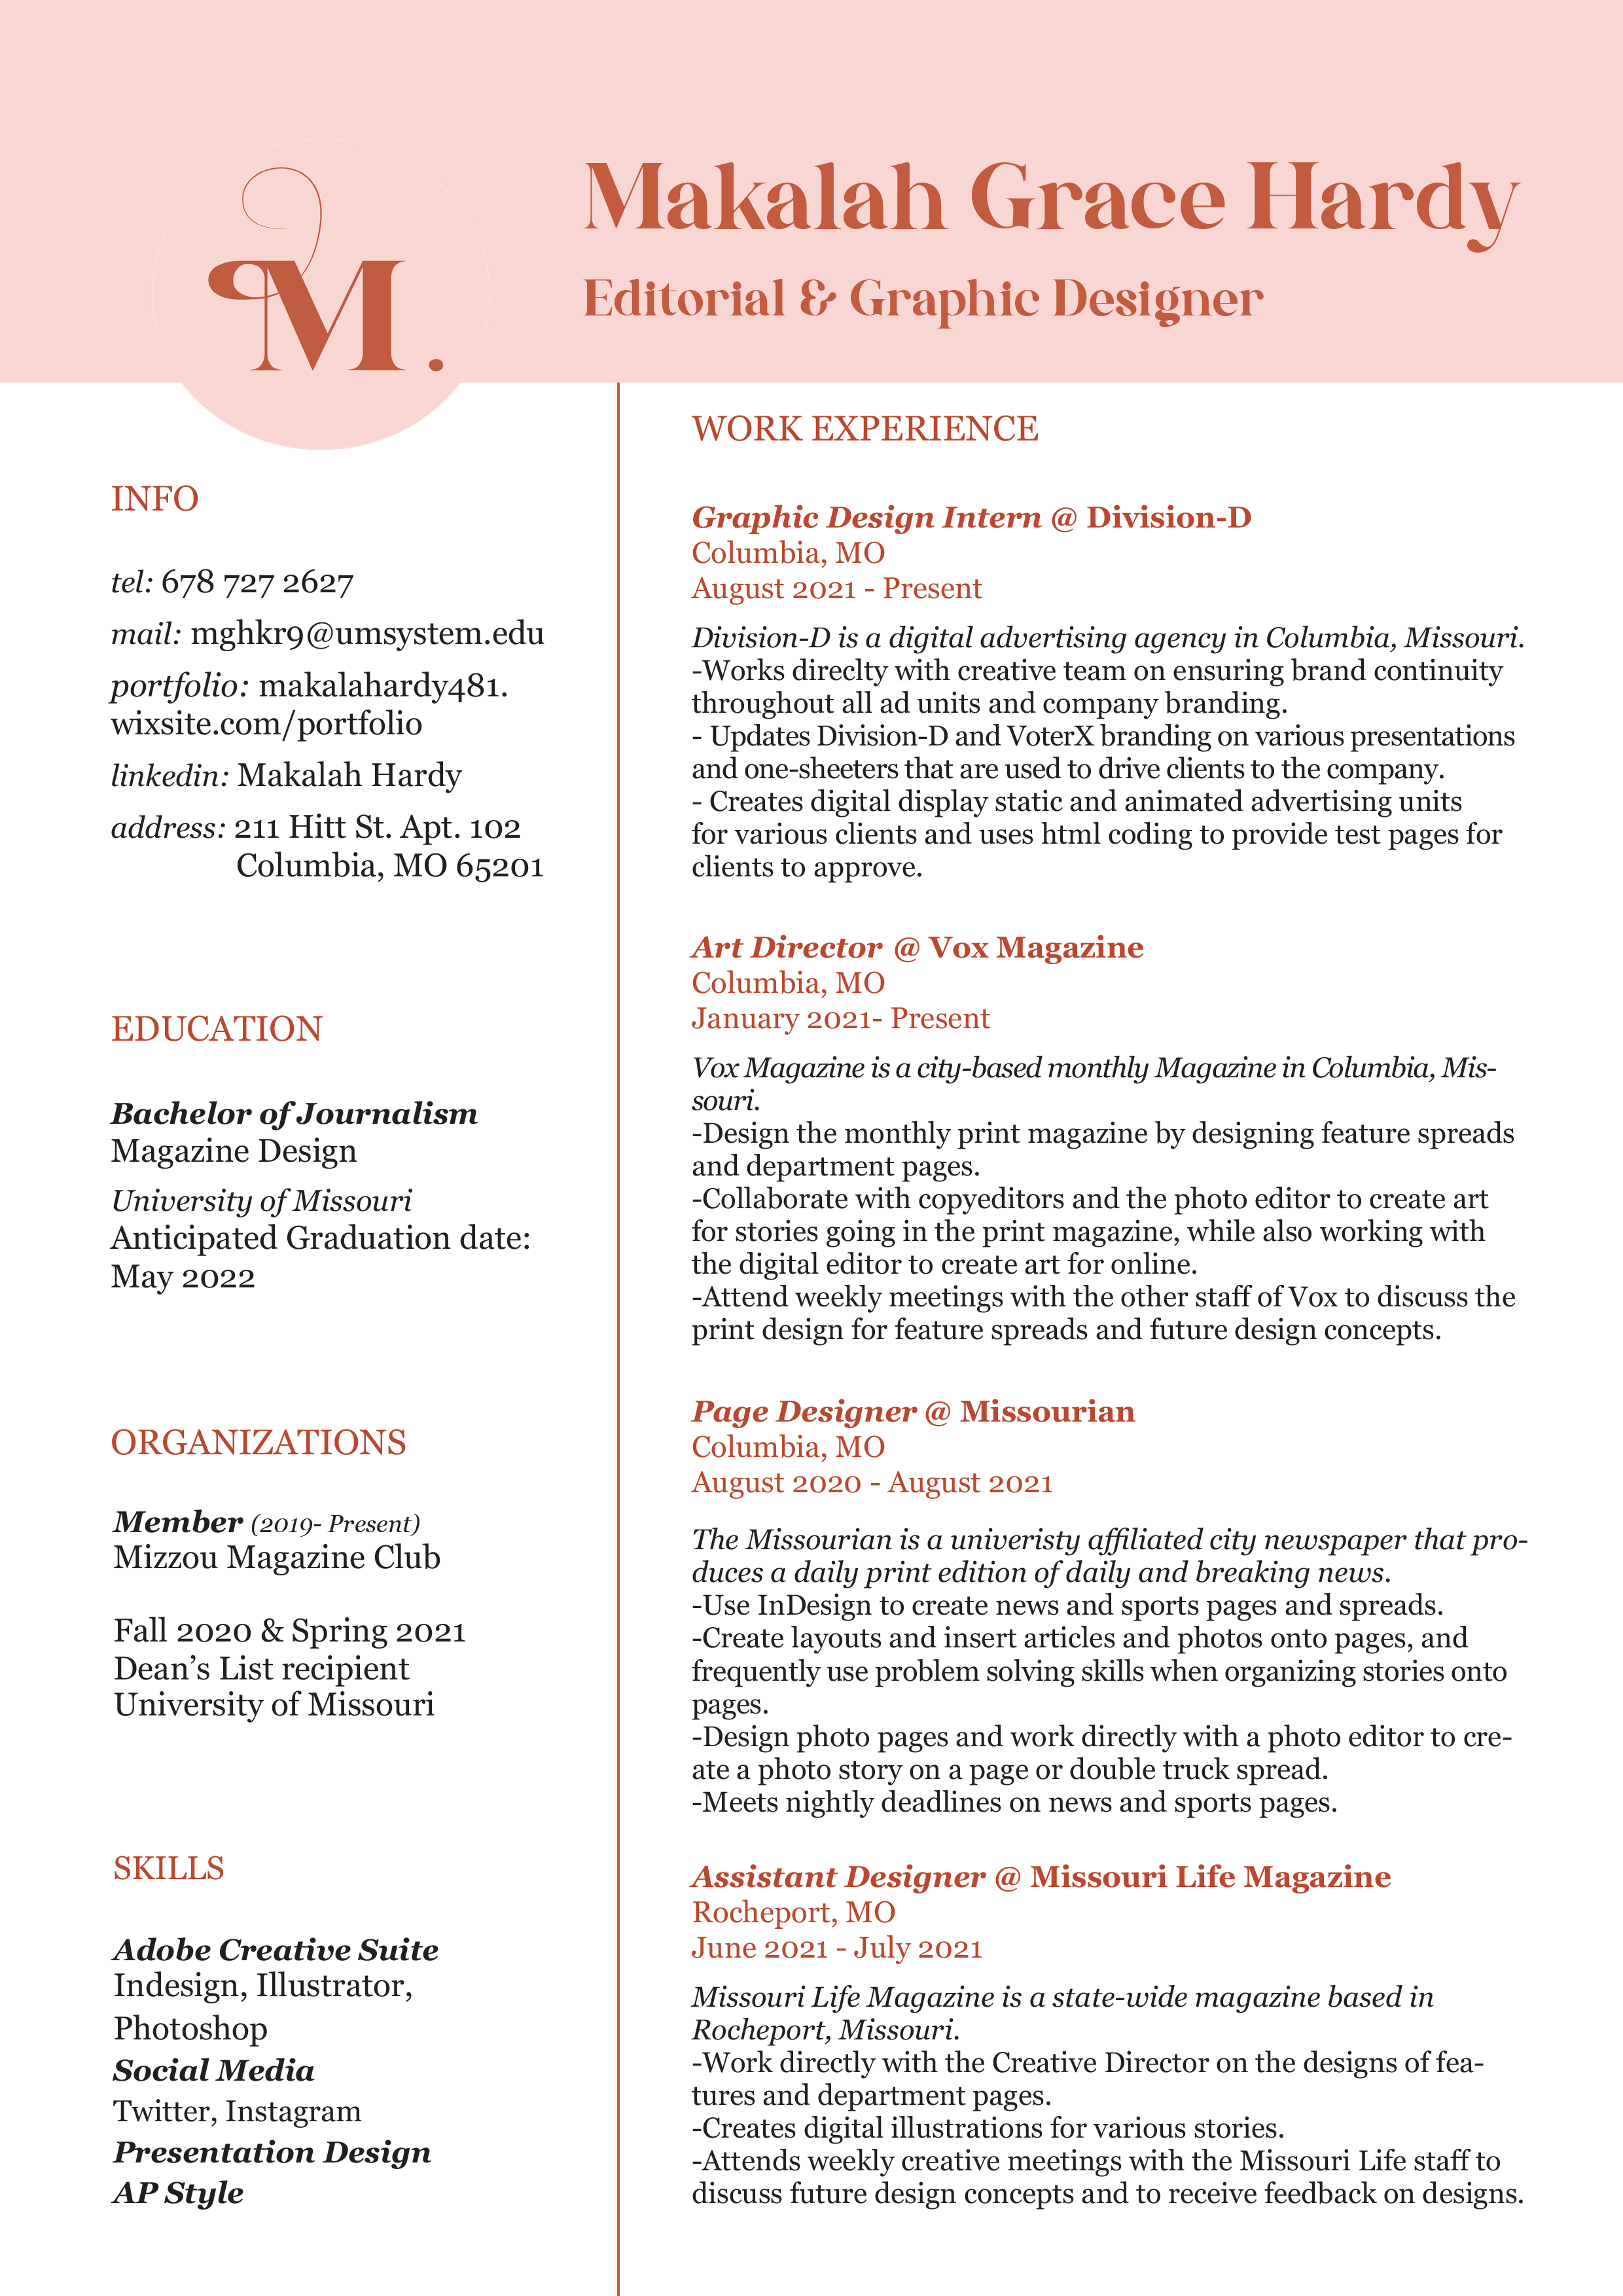 M.
Makalah Grace Hardy
Editorial & Graphic Designer
INFO
tel: 678 727 2627
mail: mghkr9@umsystem.edu
portfolio: makalahardy481.
wixsite.com/portfolio
linkedin: Makalah Hardy
address: 211 Hitt St. Apt. 102
Columbia, MO 65201
EDUCATION
Bachelor of Journalism
Magazine Design
University of Missouri
Anticipated Graduation date:
May 2022
ORGANIZATIONS
Member (2019- Present)
Mizzou Magazine Club
Fall 2020 & Spring 2021
Dean's List recipient
University of Missouri
SKILLS
Adobe Creative Suite
Indesign, Illustrator,
Photoshop
Social Media
Twitter, Instagram
Presentation Design
AP Style
WORK EXPERIENCE
Graphic Design Intern @ Division-D
Columbia, MO
August 2021 - Present
Division-D is a digital advertising agency in Columbia, Missouri.
-Works direclty with creative team on ensuring brand continuity
throughout all ad units and company branding.
- Updates Division-D and VoterX branding on various presentations
and one-sheeters that are used to drive clients to the company.
- Creates digital display static and animated advertising units
for various clients and uses html coding to provide test pages for
clients to approve.
Art Director @ Vox Magazine
Columbia, MO
January 2021- Present
Vox Magazine is a city-based monthly Magazine in Columbia, Mis-
souri.
-Design the monthly print magazine by designing feature spreads
and department pages.
-Collaborate with copyeditors and the photo editor to create art
for stories going in the print magazine, while also working with
the digital editor to create art for online.
-Attend weekly meetings with the other staff of Vox to discuss the
print design for feature spreads and future design concepts.
Page Designer @ Missourian
Columbia, MO
August 2020 - August 2021
The Missourian is a univeristy affiliated city newspaper that pro-
duces a daily print edition of daily and breaking news.
-Use InDesign to create news and sports pages and spreads.
-Create layouts and insert articles and photos onto pages, and
frequently use problem solving skills when organizing stories onto
pages.
-Design photo pages and work directly with a photo editor to cre-
ate a photo story on a page or double truck spread.
-Meets nightly deadlines on news and sports pages.
Assistant Designer @ Missouri Life Magazine
Rocheport, MO
June 2021 - July 2021
Missouri Life Magazine is a state-wide magazine based in
Rocheport, Missouri.
-Work directly with the Creative Director on the designs of fea-
tures and department pages.
-Creates digital illustrations for various stories.
-Attends weekly creative meetings with the Missouri Life staff to
discuss future design concepts and to receive feedback on designs.